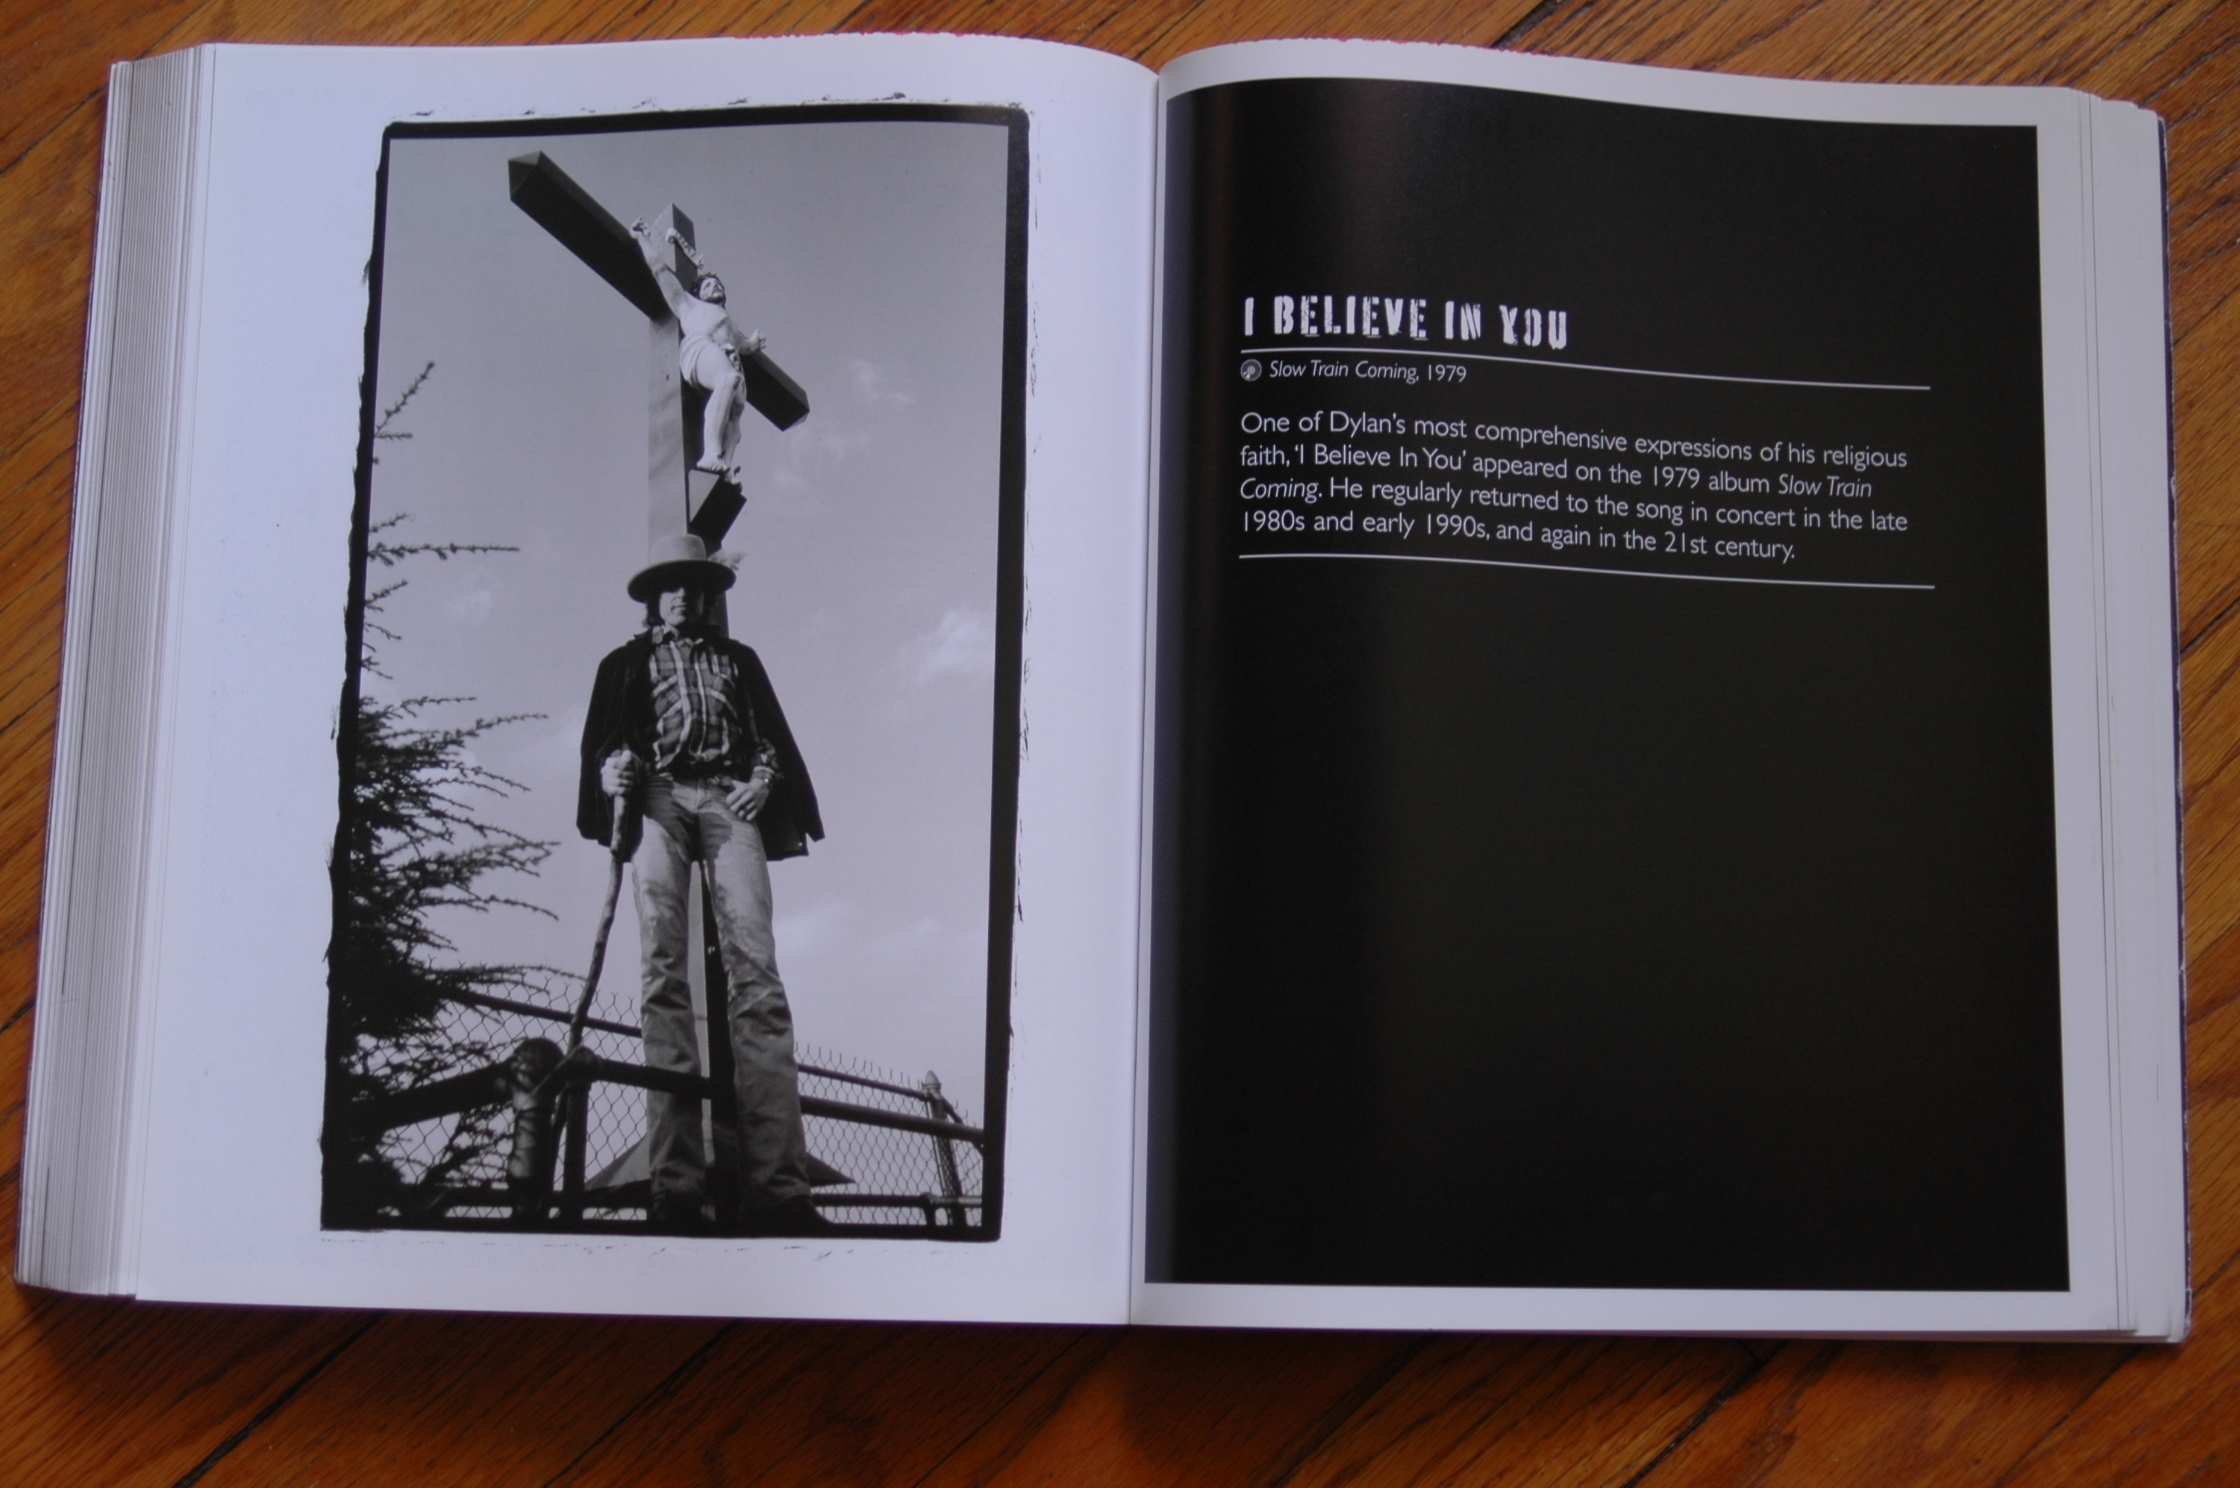 I BELIEVE IN YOU
Slow Train Coming, 1979
One of Dylan's most comprehensive expressions of his religious
faith, 'I Believe In You' appeared on the 1979 album Slow Train
Coming. He regularly returned to the song in concert in the late
1980s and early 1990s, and again in the 21st century.